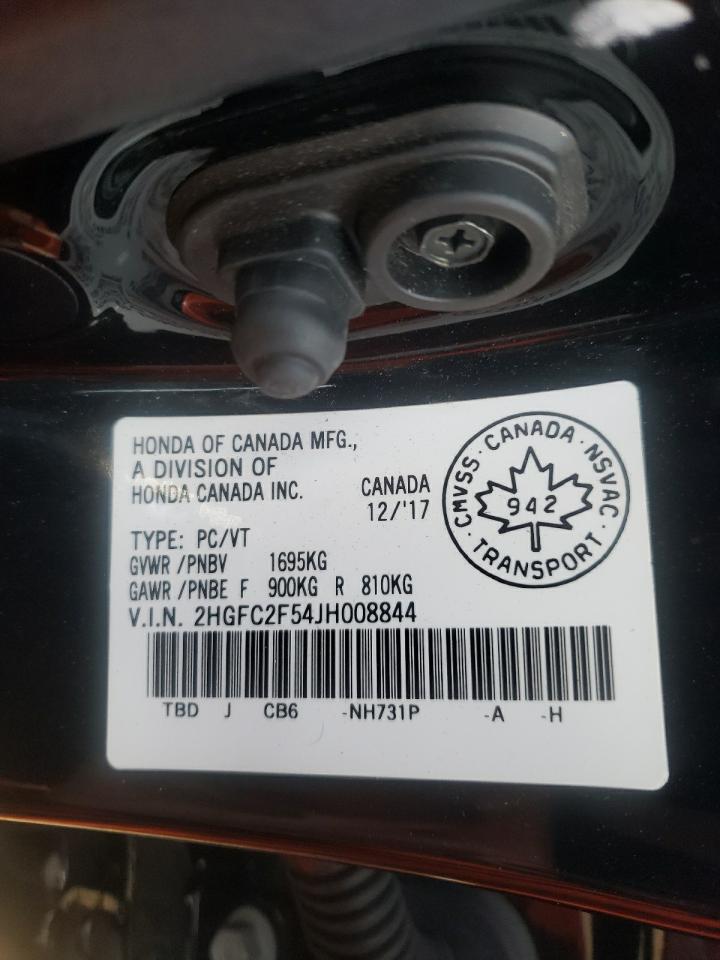 HONDA OF CANADA MFG.,
A DIVISION OF
HONDA CANADA INC.
CANADA
12/'17
TYPE: PC/VT
GVWR /PNBV 1695KG
GAWR /PNBE F 900KG R 810KG
V.I.N. 2HGFC2F54JH008844
TBD J CB6 -NH731P -A -H
CMVSS · CANADA · NSVAC
· TRANSPORT ·
942